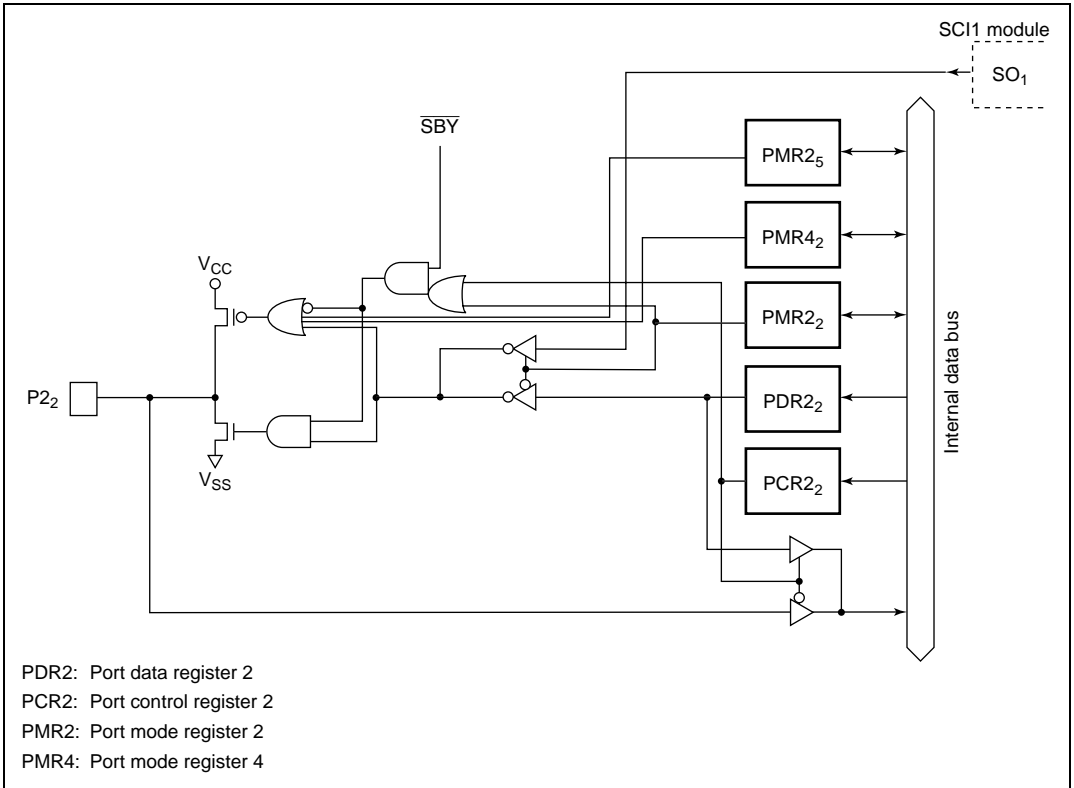 SCI1 module
SO1
SBY
PMR25
PMR42
VCC
PMR22
P22
PDR22
Internal data bus
VSS
PCR22
PDR2: Port data register 2
PCR2: Port control register 2
PMR2: Port mode register 2
PMR4: Port mode register 4